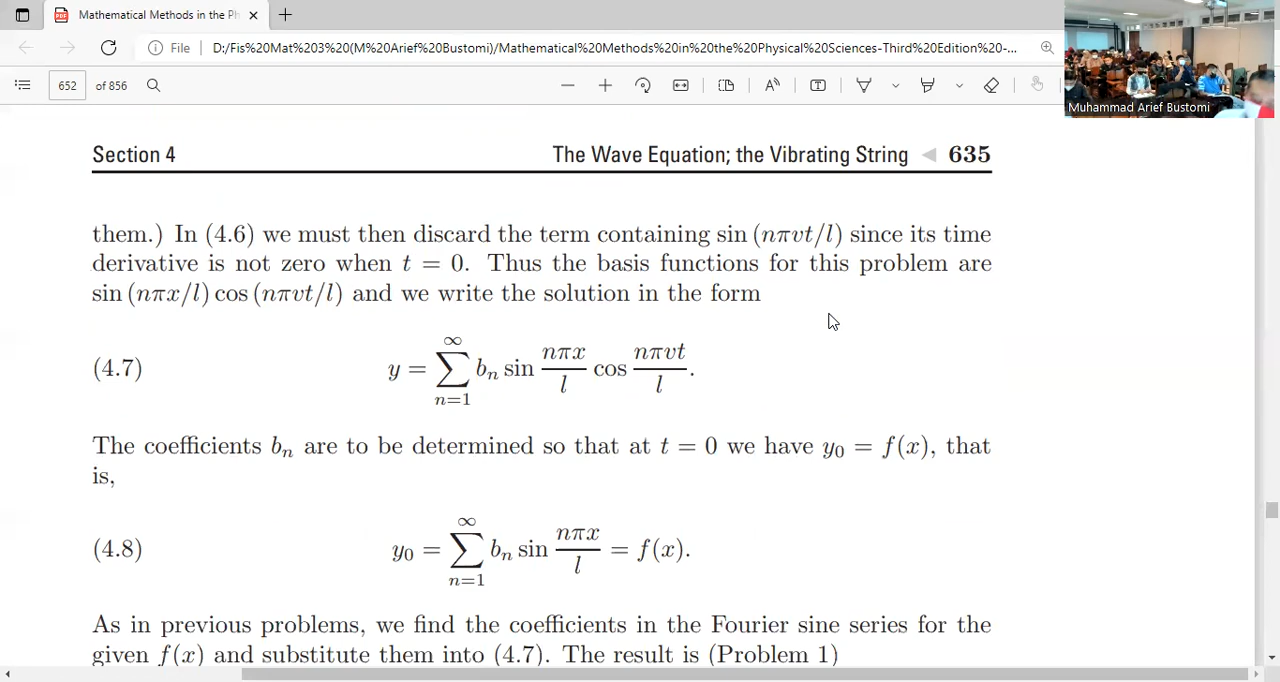 Mathematical Methods in the Ph
File
D:/Fis%20Mat%203%20(M%20Arief%20Bustomi)/Mathematical%20Methods%20in%20the%20Physical%20Sciences-Third%20Edition%20-...
652 of 856
Muhammad Arief Bustomi
Section 4 The Wave Equation; the Vibrating String ◀ 635
them.) In (4.6) we must then discard the term containing sin (nπvt/l) since its time
derivative is not zero when t = 0. Thus the basis functions for this problem are
sin (nπx/l) cos (nπvt/l) and we write the solution in the form
(4.7) y = ∑_{n=1}^{∞} b_n sin \frac{nπx}{l} cos \frac{nπvt}{l}.
The coefficients b_n are to be determined so that at t = 0 we have y_0 = f(x), that
is,
(4.8) y_0 = ∑_{n=1}^{∞} b_n sin \frac{nπx}{l} = f(x).
As in previous problems, we find the coefficients in the Fourier sine series for the
given f(x) and substitute them into (4.7). The result is (Problem 1)